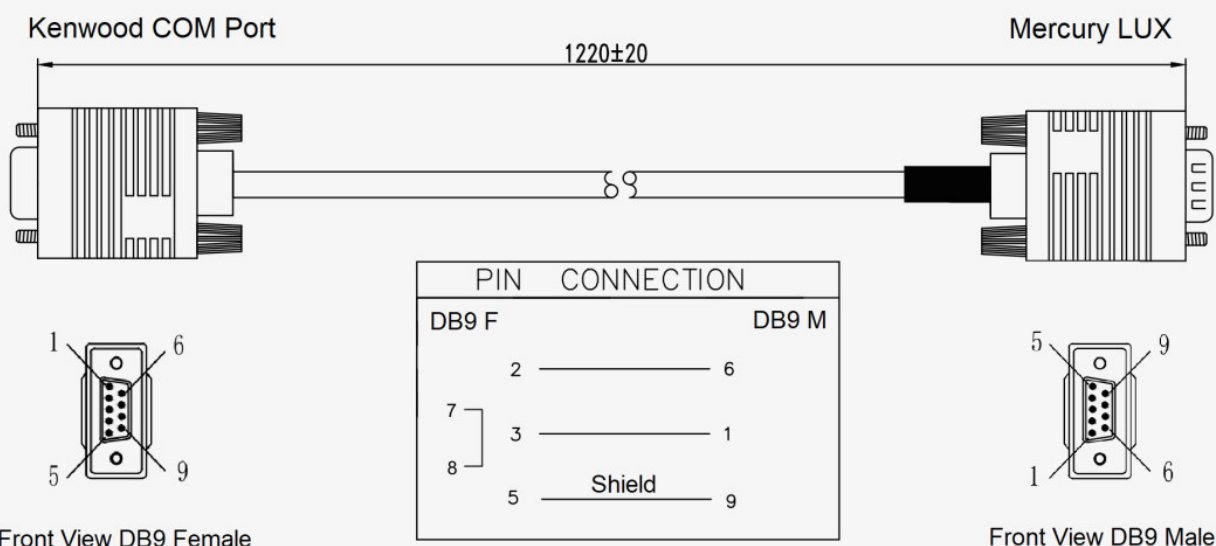 Kenwood COM Port
Mercury LUX
1220±20
PIN CONNECTION
DB9 F DB9 M
2 6
7
3 1
8
Shield
5 9
1 6
5 9
Front View DB9 Female
5 9
1 6
Front View DB9 Male